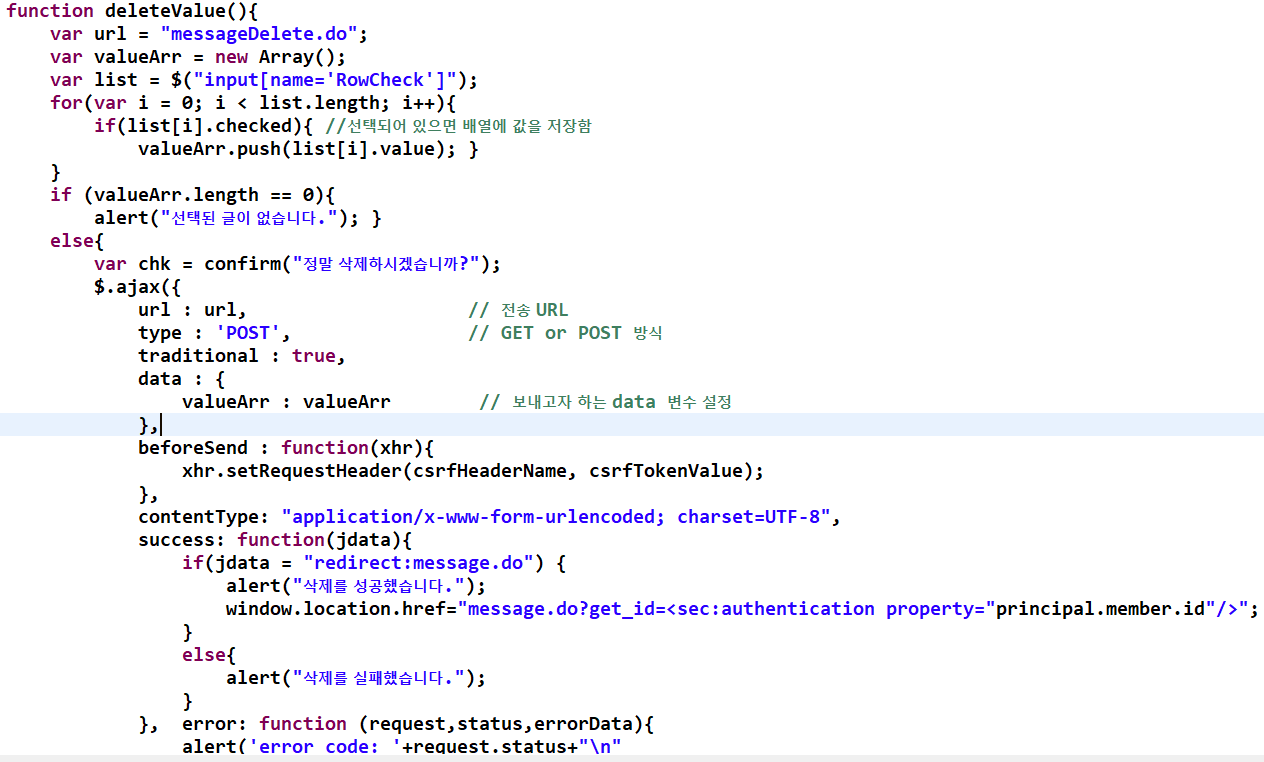 function deleteValue(){
    var url = "messageDelete.do";
    var valueArr = new Array();
    var list = $("input[name='RowCheck']");
    for(var i = 0; i < list.length; i++){
        if(list[i].checked){ //선택되어 있으면 배열에 값을 저장함
            valueArr.push(list[i].value); }
    }
    if (valueArr.length == 0){
        alert("선택된 글이 없습니다."); }
    else{
        var chk = confirm("정말 삭제하시겠습니까?");
        $.ajax({
            url : url,                    // 전송 URL
            type : 'POST',                // GET or POST 방식
            traditional : true,
            data : {
                valueArr : valueArr        // 보내고자 하는 data 변수 설정
            },
            beforeSend : function(xhr){
                xhr.setRequestHeader(csrfHeaderName, csrfTokenValue);
            },
            contentType: "application/x-www-form-urlencoded; charset=UTF-8",
            success: function(jdata){
                if(jdata = "redirect:message.do") {
                    alert("삭제를 성공했습니다.");
                    window.location.href="message.do?get_id=<sec:authentication property="principal.member.id"/>";
                }
                else{
                    alert("삭제를 실패했습니다.");
                }
            },  error: function (request,status,errorData){
                alert('error code: '+request.status+"\n"